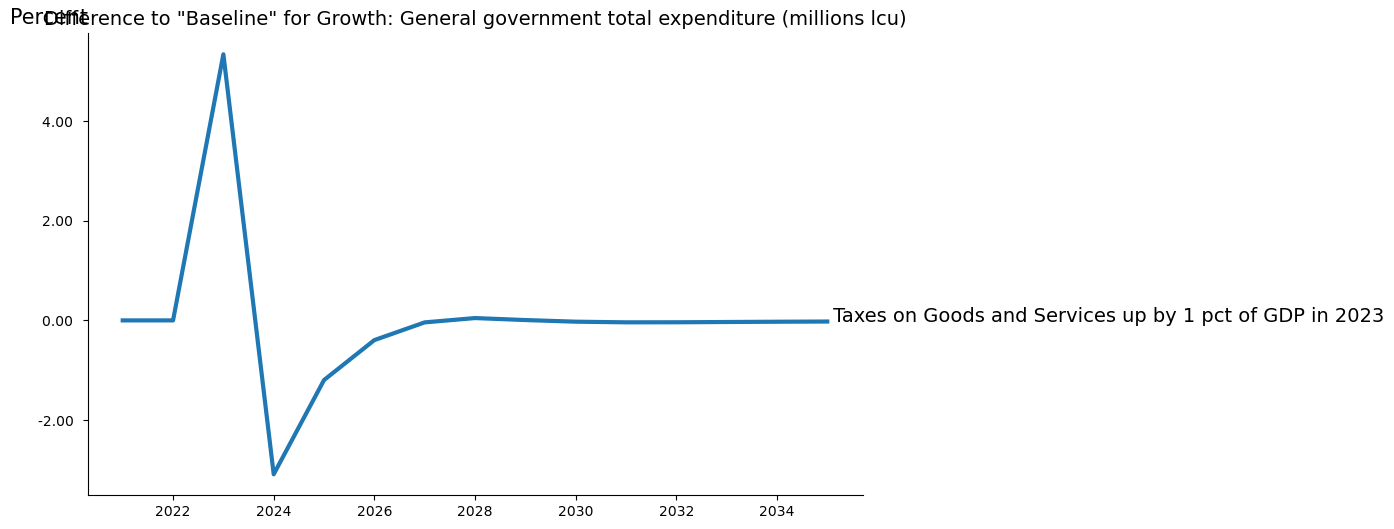 Percent
Difference to "Baseline" for Growth: General government total expenditure (millions lcu)
4.00
2.00
0.00
-2.00
Taxes on Goods and Services up by 1 pct of GDP in 2023
2022 2024 2026 2028 2030 2032 2034